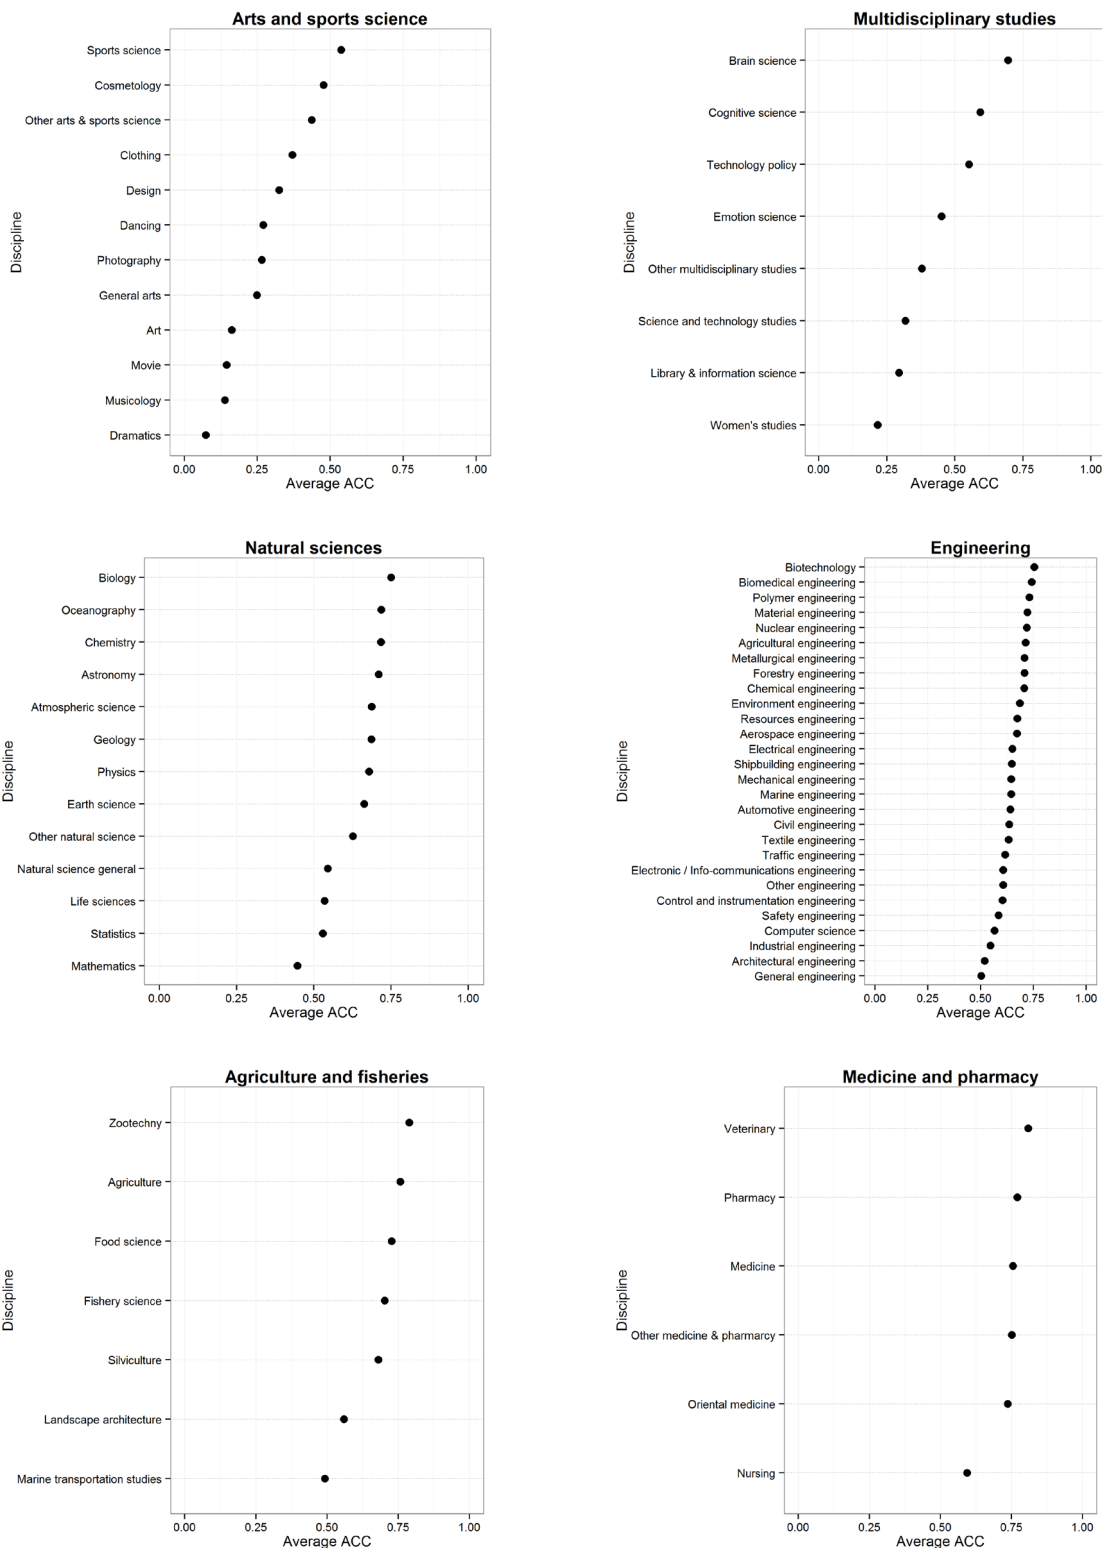 Arts and sports science
Discipline
Sports science
Cosmetology
Other arts & sports science
Clothing
Design
Dancing
Photography
General arts
Art
Movie
Musicology
Dramatics
0.00 0.25 0.50 0.75 1.00
Average ACC
Multidisciplinary studies
Discipline
Brain science
Cognitive science
Technology policy
Emotion science
Other multidisciplinary studies
Science and technology studies
Library & information science
Women's studies
0.00 0.25 0.50 0.75 1.00
Average ACC
Natural sciences
Discipline
Biology
Oceanography
Chemistry
Astronomy
Atmospheric science
Geology
Physics
Earth science
Other natural science
Natural science general
Life sciences
Statistics
Mathematics
0.00 0.25 0.50 0.75 1.00
Average ACC
Engineering
Discipline
Biotechnology
Biomedical engineering
Polymer engineering
Material engineering
Nuclear engineering
Agricultural engineering
Metallurgical engineering
Forestry engineering
Chemical engineering
Environment engineering
Resources engineering
Aerospace engineering
Electrical engineering
Shipbuilding engineering
Mechanical engineering
Marine engineering
Automotive engineering
Civil engineering
Textile engineering
Traffic engineering
Electronic / Info-communications engineering
Other engineering
Control and instrumentation engineering
Safety engineering
Computer science
Industrial engineering
Architectural engineering
General engineering
0.00 0.25 0.50 0.75 1.00
Average ACC
Agriculture and fisheries
Discipline
Zootechny
Agriculture
Food science
Fishery science
Silviculture
Landscape architecture
Marine transportation studies
0.00 0.25 0.50 0.75 1.00
Average ACC
Medicine and pharmacy
Discipline
Veterinary
Pharmacy
Medicine
Other medicine & pharmarcy
Oriental medicine
Nursing
0.00 0.25 0.50 0.75 1.00
Average ACC